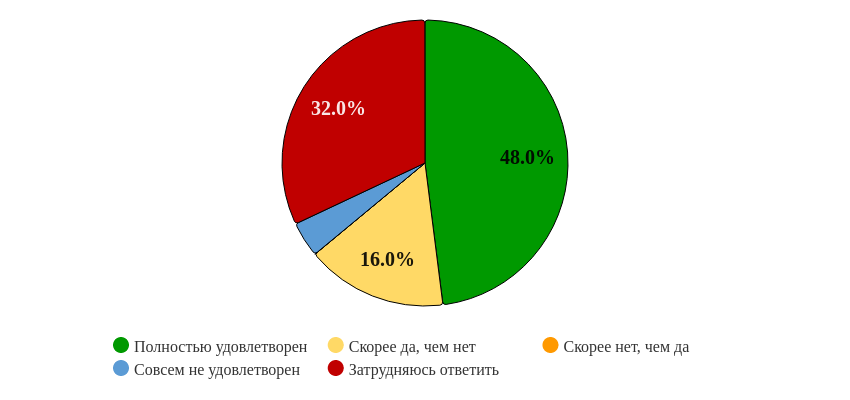 32.0%
48.0%
16.0%
Полностью удовлетворен Скорее да, чем нет Скорее нет, чем да
Совсем не удовлетворен Затрудняюсь ответить